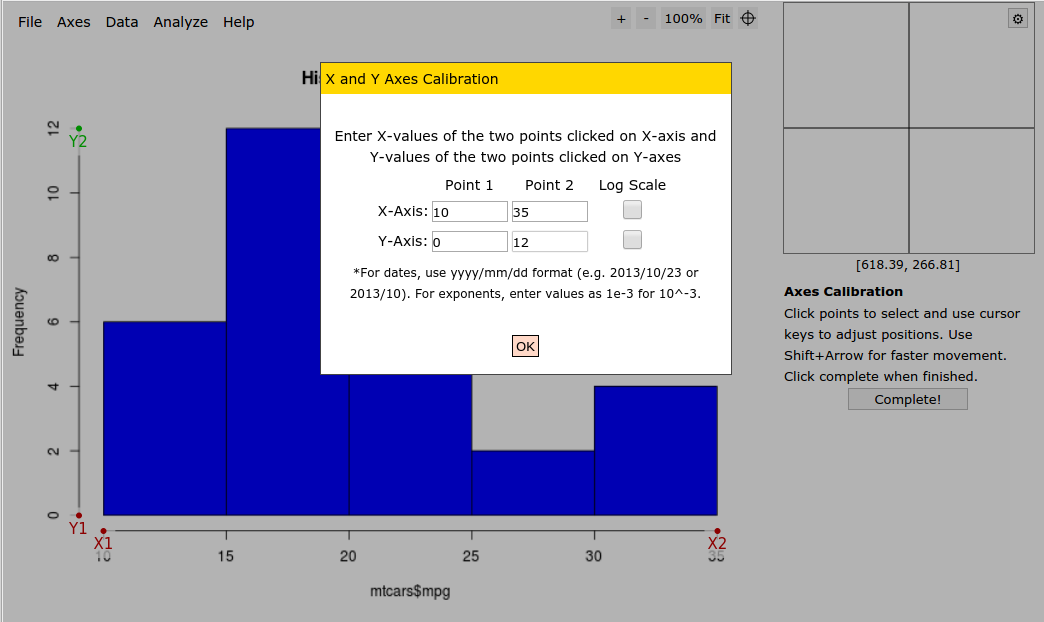 File Axes Data Analyze Help
+ - 100% Fit
X and Y Axes Calibration
Enter X-values of the two points clicked on X-axis and
Y-values of the two points clicked on Y-axes
Point 1 Point 2 Log Scale
X-Axis: 10 35
Y-Axis: 0 12
*For dates, use yyyy/mm/dd format (e.g. 2013/10/23 or
2013/10). For exponents, enter values as 1e-3 for 10^-3.
OK
[618.39, 266.81]
Axes Calibration
Click points to select and use cursor
keys to adjust positions. Use
Shift+Arrow for faster movement.
Click complete when finished.
Complete!
Frequency
12
10
8
6
4
2
0
Y2
Y1
X1
X2
10 15 20 25 30 35
mtcars$mpg